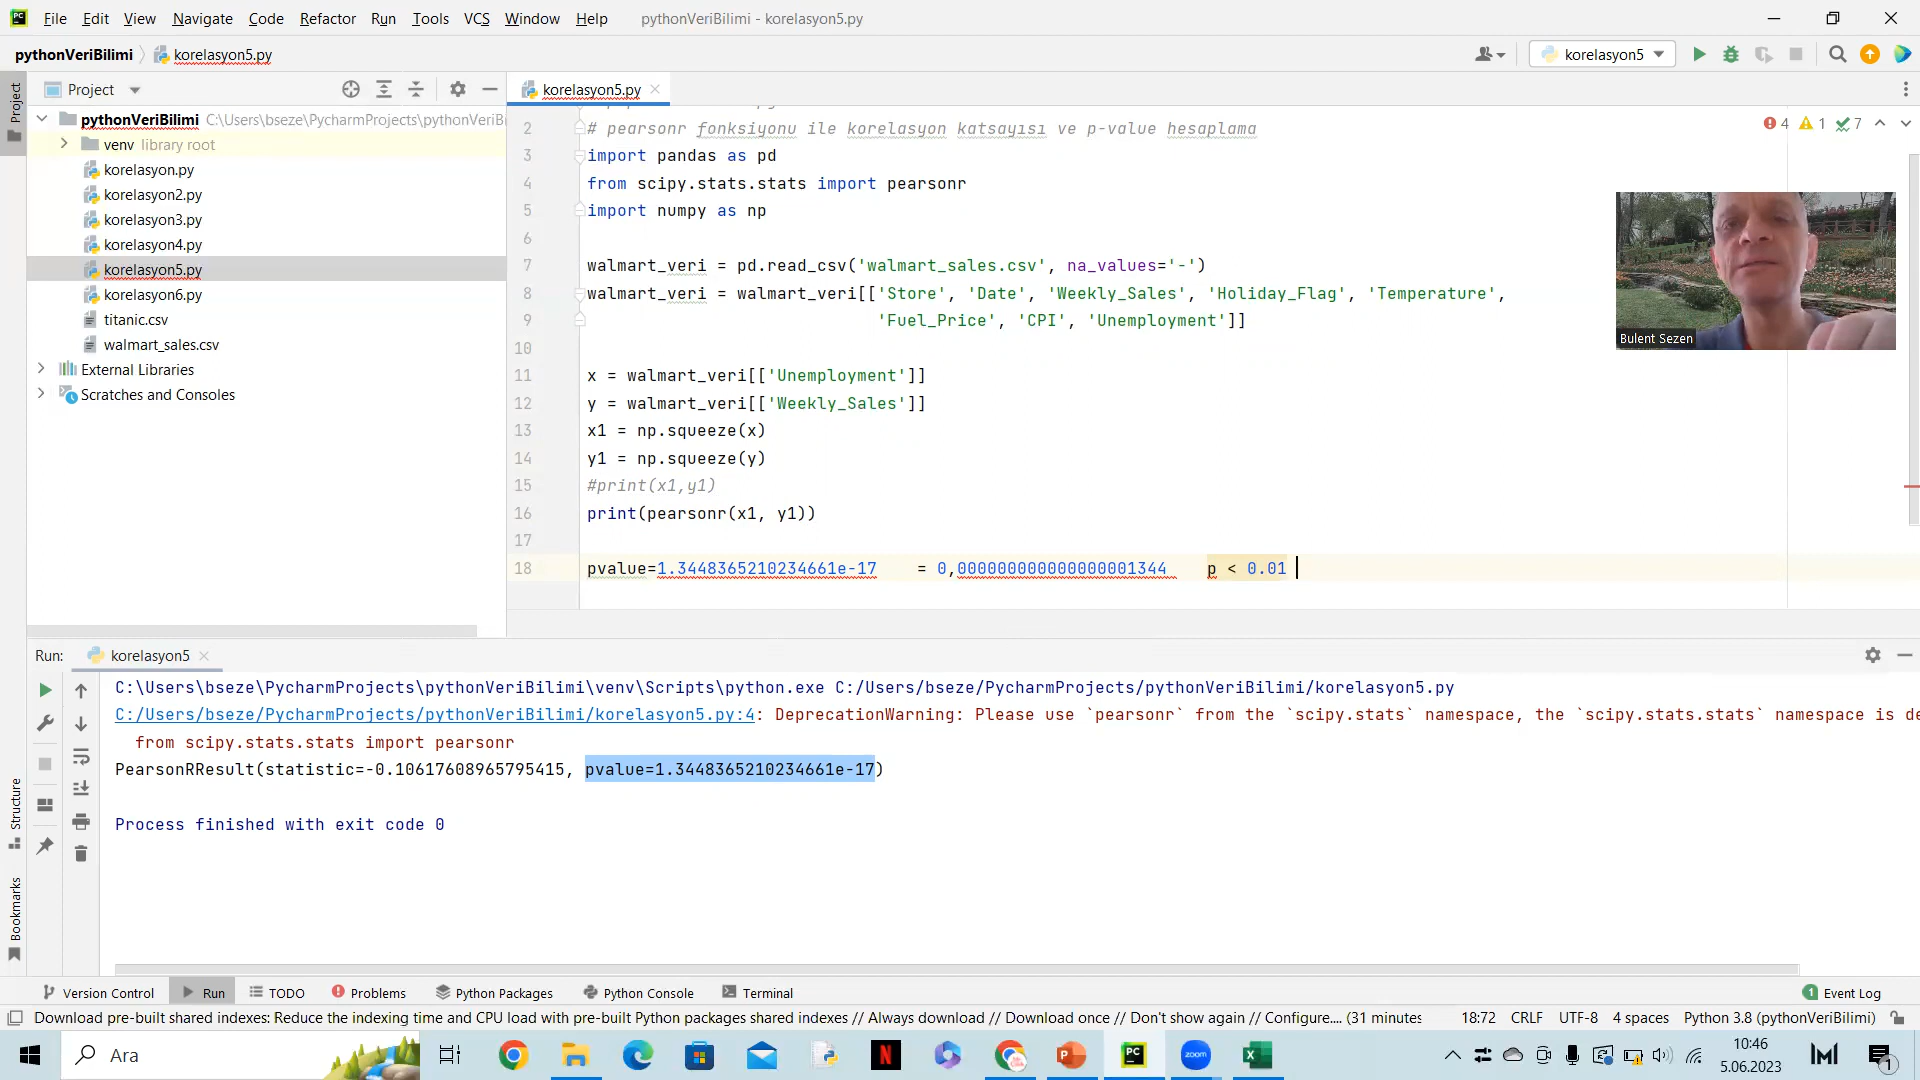 File Edit View Navigate Code Refactor Run Tools VCS Window Help pythonVeriBilimi - korelasyon5.py
pythonVeriBilimi korelasyon5.py korelasyon5
Project
Project korelasyon5.py
pythonVeriBilimi C:\Users\bseze\PycharmProjects\pythonVeriB
venv library root
korelasyon.py
korelasyon2.py
korelasyon3.py
korelasyon4.py
korelasyon5.py
korelasyon6.py
titanic.csv
walmart_sales.csv
External Libraries
Scratches and Consoles
4 1 7
2 # pearsonr fonksiyonu ile korelasyon katsayısı ve p-value hesaplama
3 import pandas as pd
4 from scipy.stats.stats import pearsonr
5 import numpy as np
6
7 walmart_veri = pd.read_csv('walmart_sales.csv', na_values='-')
8 walmart_veri = walmart_veri[['Store', 'Date', 'Weekly_Sales', 'Holiday_Flag', 'Temperature',
9 'Fuel_Price', 'CPI', 'Unemployment']]
10
11 x = walmart_veri[['Unemployment']]
12 y = walmart_veri[['Weekly_Sales']]
13 x1 = np.squeeze(x)
14 y1 = np.squeeze(y)
15 #print(x1,y1)
16 print(pearsonr(x1, y1))
17
18 pvalue=1.3448365210234661e-17 = 0,000000000000000001344 p < 0.01
Bulent Sezen
Run: korelasyon5
C:\Users\bseze\PycharmProjects\pythonVeriBilimi\venv\Scripts\python.exe C:/Users/bseze/PycharmProjects/pythonVeriBilimi/korelasyon5.py
C:/Users/bseze/PycharmProjects/pythonVeriBilimi/korelasyon5.py:4: DeprecationWarning: Please use `pearsonr` from the `scipy.stats` namespace, the `scipy.stats.stats` namespace is de
from scipy.stats.stats import pearsonr
PearsonRResult(statistic=-0.10617608965795415, pvalue=1.3448365210234661e-17)
Process finished with exit code 0
Structure
Bookmarks
Version Control Run TODO Problems Python Packages Python Console Terminal 1 Event Log
Download pre-built shared indexes: Reduce the indexing time and CPU load with pre-built Python packages shared indexes // Always download // Download once // Don't show again // Configure.... (31 minutes 18:72 CRLF UTF-8 4 spaces Python 3.8 (pythonVeriBilimi)
Ara
10:46
5.06.2023
1